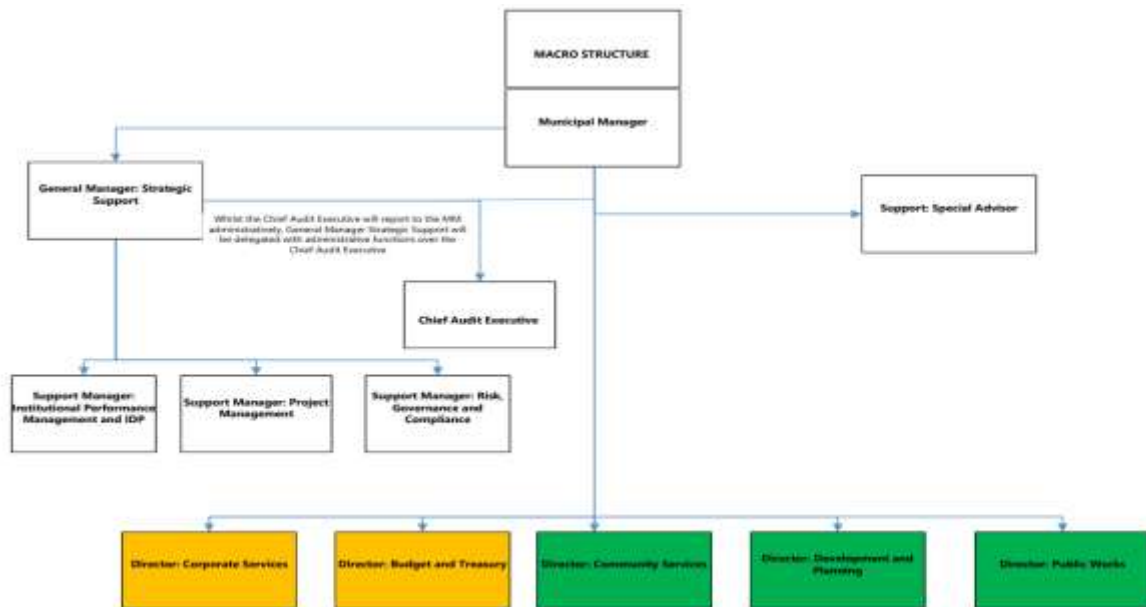 MACRO STRUCTURE
Municipal Manager
General Manager: Strategic
Support
Support: Special Advisor
Whilst the Chief Audit Executive will report to the MM
administratively, General Manager Strategic Support will
be delegated with administrative functions over the
Chief Audit Executive
Chief Audit Executive
Support Manager:
Institutional Performance
Management and IDP
Support Manager: Project
Management
Support Manager: Risk,
Governance and
Compliance
Director: Corporate Services
Director: Budget and Treasury
Director: Community Services
Director: Development and
Planning
Director: Public Works